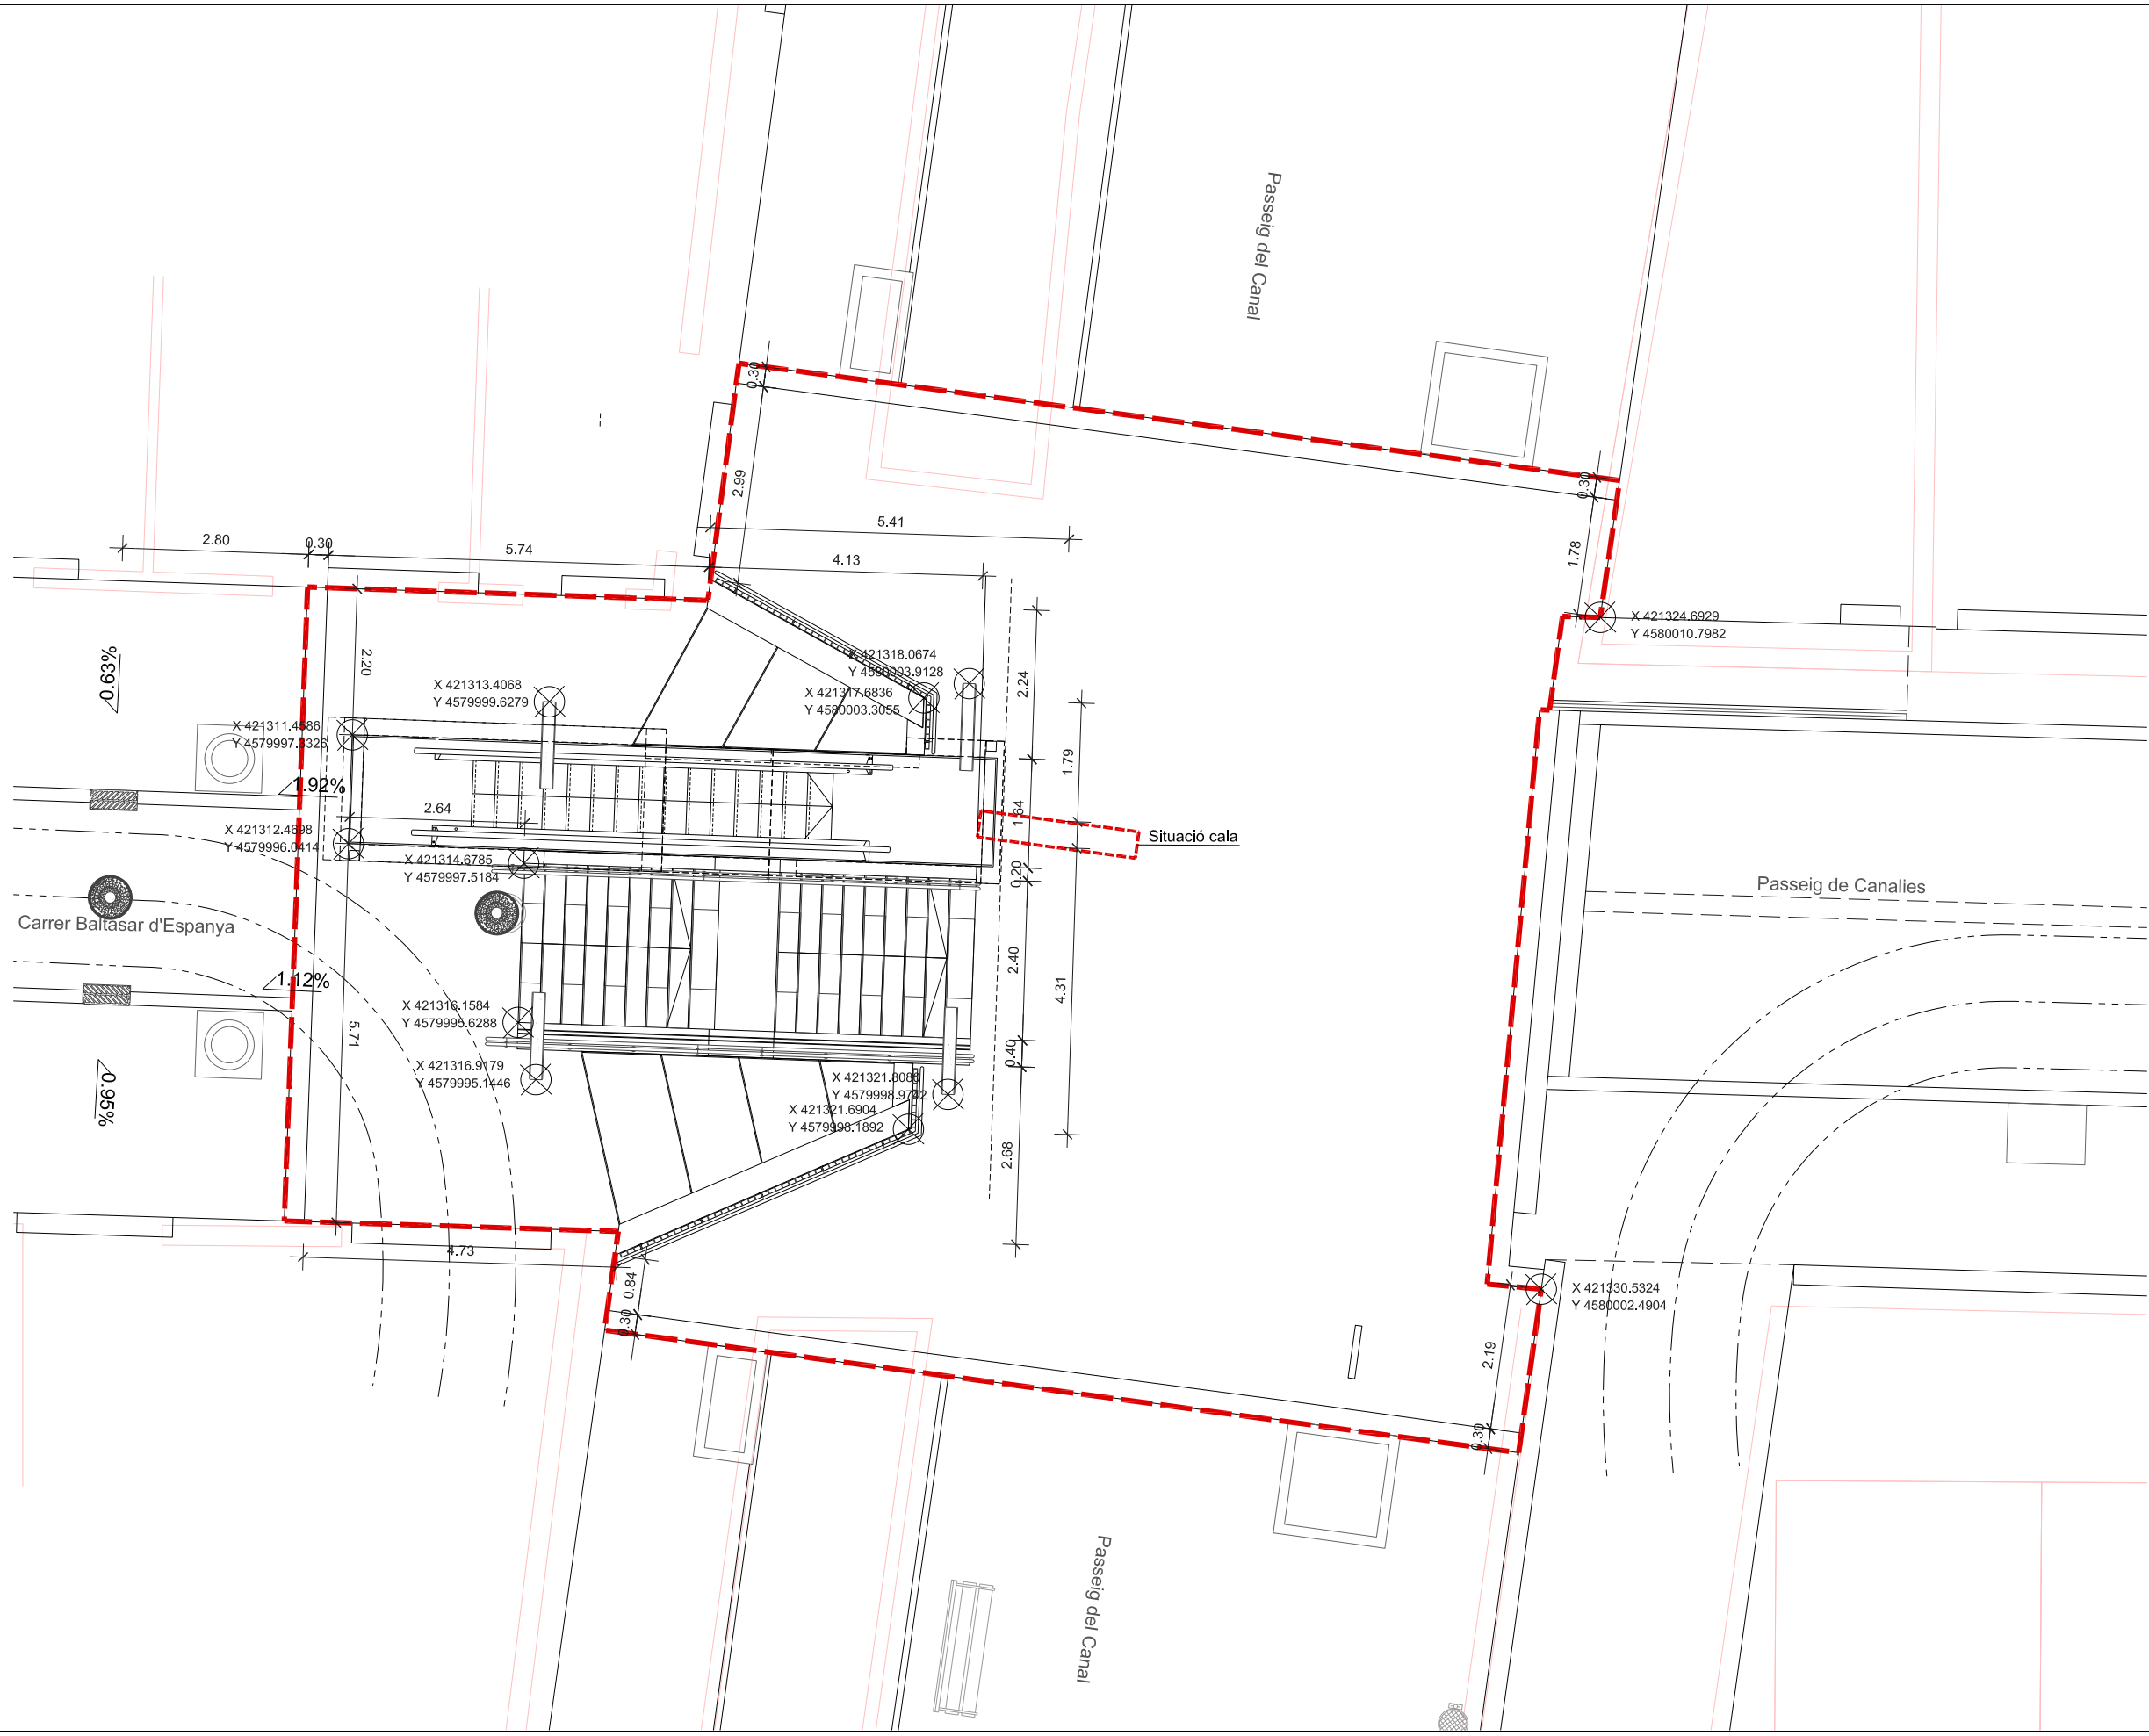 Passeig del Canal
0.30
2.99
0.30
1.78
5.41
2.80
0.30
5.74
4.13
X 421324.6929
Y 4580010.7982
0.63%
2.20
X 421318.0674
Y 4580003.9128
X 421313.4068
Y 4579999.6279
X 421317.6836
Y 4580003.3055
2.24
X 421311.4586
Y 4579997.3326
1.79
1.92%
2.64
1.64
Situació cala
X 421312.4698
Y 4579996.0414
X 421314.6785
Y 4579997.5184
0.20
Passeig de Canalies
Carrer Baltasar d'Espanya
2.40
4.31
1.12%
X 421316.1584
Y 4579995.6288
5.71
0.40
X 421316.9179
Y 4579995.1446
0.95%
X 421321.8086
Y 4579998.9742
X 421321.6904
Y 4579998.1892
2.68
4.73
0.84
X 421330.5324
Y 4580002.4904
0.30
2.19
0.30
Passeig del Canal